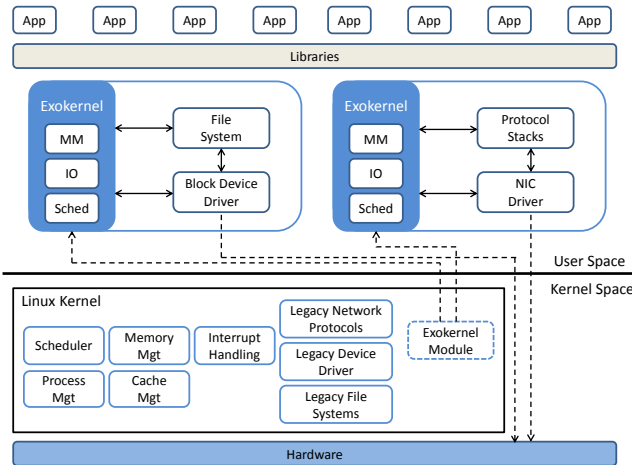 App App App App App App App App
Libraries
Exokernel
MM
IO
Sched
File
System
Block Device
Driver
Exokernel
MM
IO
Sched
Protocol
Stacks
NIC
Driver
User Space
Kernel Space
Linux Kernel
Scheduler
Memory
Mgt
Interrupt
Handling
Process
Mgt
Cache
Mgt
Legacy Network
Protocols
Legacy Device
Driver
Legacy File
Systems
Exokernel
Module
Hardware